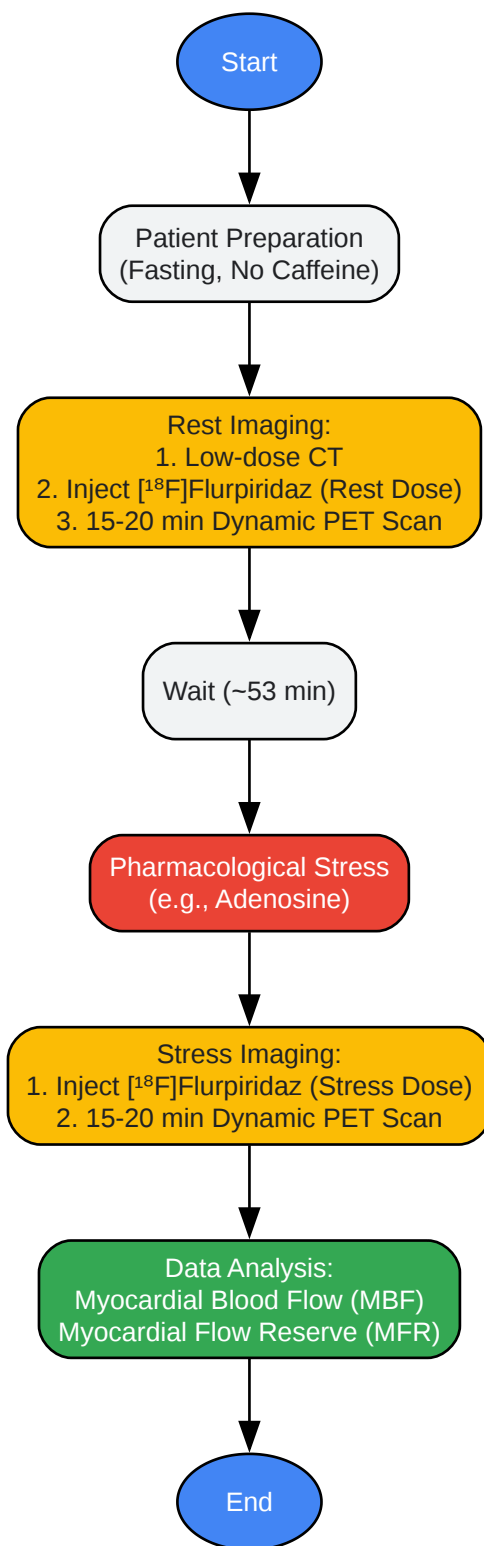 Start
Patient Preparation
(Fasting, No Caffeine)
Rest Imaging:
1. Low-dose CT
2. Inject [¹⁸F]Flurpiridaz (Rest Dose)
3. 15-20 min Dynamic PET Scan
Wait (~53 min)
Pharmacological Stress
(e.g., Adenosine)
Stress Imaging:
1. Inject [¹⁸F]Flurpiridaz (Stress Dose)
2. 15-20 min Dynamic PET Scan
Data Analysis:
Myocardial Blood Flow (MBF)
Myocardial Flow Reserve (MFR)
End